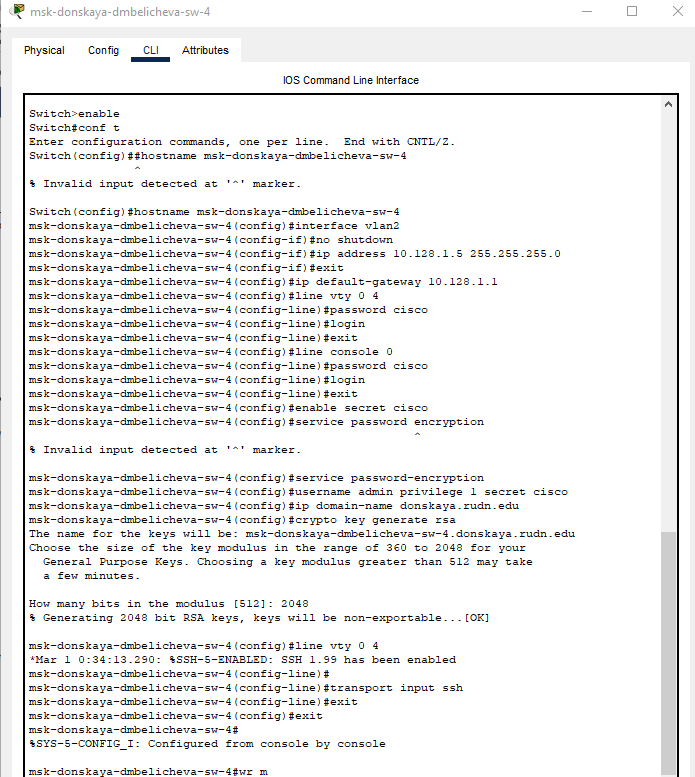 msk-donskaya-dmbelicheva-sw-4
Physical Config CLI Attributes
IOS Command Line Interface
Switch>enable
Switch#conf t
Enter configuration commands, one per line.  End with CNTL/Z.
Switch(config)##hostname msk-donskaya-dmbelicheva-sw-4
^
% Invalid input detected at '^' marker.
Switch(config)#hostname msk-donskaya-dmbelicheva-sw-4
msk-donskaya-dmbelicheva-sw-4(config)#interface vlan2
msk-donskaya-dmbelicheva-sw-4(config-if)#no shutdown
msk-donskaya-dmbelicheva-sw-4(config-if)#ip address 10.128.1.5 255.255.255.0
msk-donskaya-dmbelicheva-sw-4(config-if)#exit
msk-donskaya-dmbelicheva-sw-4(config)#ip default-gateway 10.128.1.1
msk-donskaya-dmbelicheva-sw-4(config)#line vty 0 4
msk-donskaya-dmbelicheva-sw-4(config-line)#password cisco
msk-donskaya-dmbelicheva-sw-4(config-line)#login
msk-donskaya-dmbelicheva-sw-4(config-line)#exit
msk-donskaya-dmbelicheva-sw-4(config)#line console 0
msk-donskaya-dmbelicheva-sw-4(config-line)#password cisco
msk-donskaya-dmbelicheva-sw-4(config-line)#login
msk-donskaya-dmbelicheva-sw-4(config-line)#exit
msk-donskaya-dmbelicheva-sw-4(config)#enable secret cisco
msk-donskaya-dmbelicheva-sw-4(config)#service password encryption
^
% Invalid input detected at '^' marker.
msk-donskaya-dmbelicheva-sw-4(config)#service password-encryption
msk-donskaya-dmbelicheva-sw-4(config)#username admin privilege 1 secret cisco
msk-donskaya-dmbelicheva-sw-4(config)#ip domain-name donskaya.rudn.edu
msk-donskaya-dmbelicheva-sw-4(config)#crypto key generate rsa
The name for the keys will be: msk-donskaya-dmbelicheva-sw-4.donskaya.rudn.edu
Choose the size of the key modulus in the range of 360 to 2048 for your
General Purpose Keys. Choosing a key modulus greater than 512 may take
a few minutes.
How many bits in the modulus [512]: 2048
% Generating 2048 bit RSA keys, keys will be non-exportable...[OK]
msk-donskaya-dmbelicheva-sw-4(config)#line vty 0 4
*Mar 1 0:34:13.290: %SSH-5-ENABLED: SSH 1.99 has been enabled
msk-donskaya-dmbelicheva-sw-4(config-line)#
msk-donskaya-dmbelicheva-sw-4(config-line)#transport input ssh
msk-donskaya-dmbelicheva-sw-4(config-line)#exit
msk-donskaya-dmbelicheva-sw-4(config)#exit
msk-donskaya-dmbelicheva-sw-4#
%SYS-5-CONFIG_I: Configured from console by console
msk-donskaya-dmbelicheva-sw-4#wr m